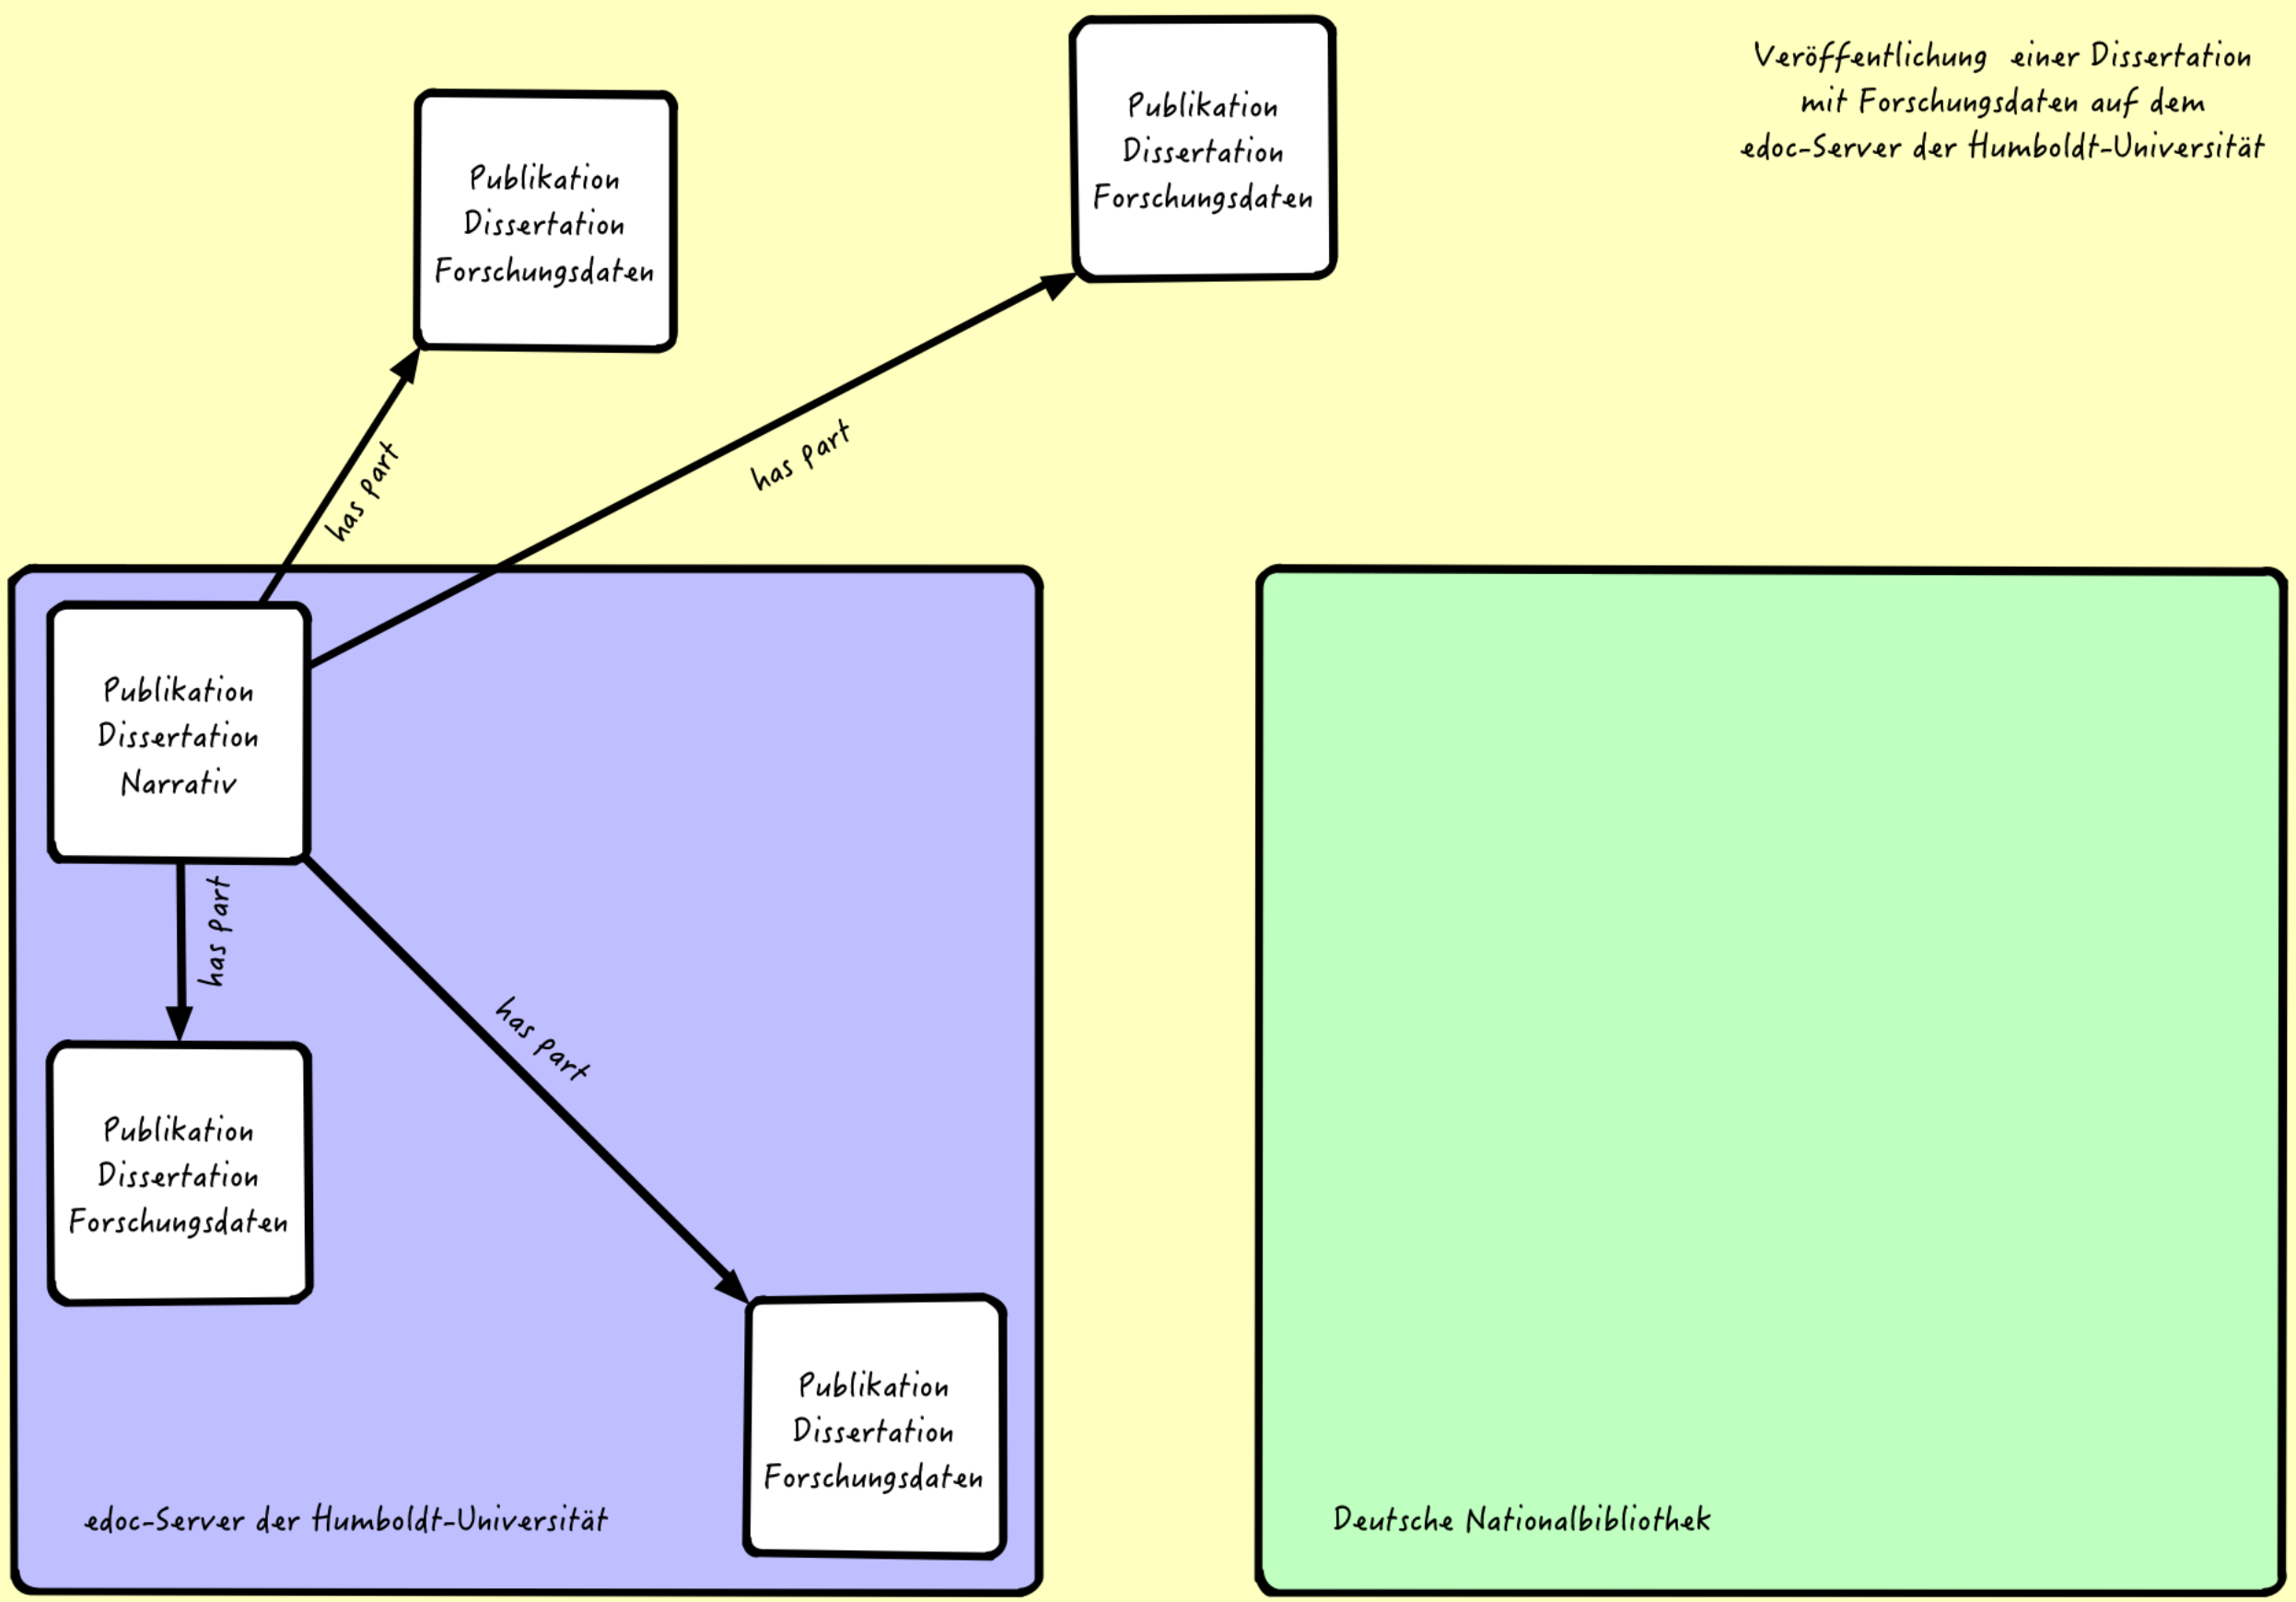 Veröffentlichung einer Dissertation
mit Forschungsdaten auf dem
edoc-Server der Humboldt-Universität
Publikation
Dissertation
Forschungsdaten
Publikation
Dissertation
Forschungsdaten
has part
has part
Publikation
Dissertation
Narrativ
has part
has part
Publikation
Dissertation
Forschungsdaten
Publikation
Dissertation
Forschungsdaten
edoc-Server der Humboldt-Universität
Deutsche Nationalbibliothek